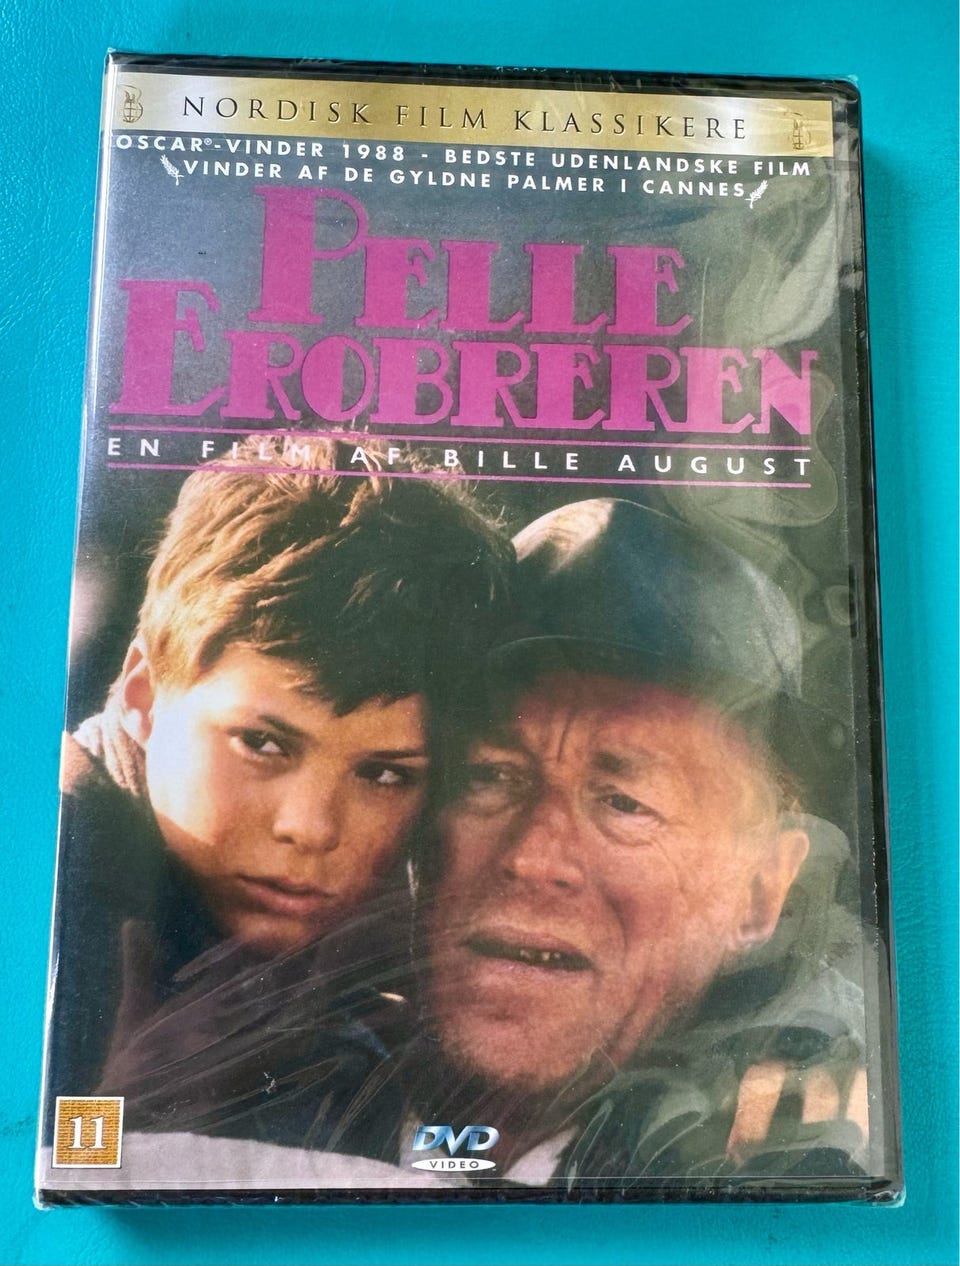 NORDISK FILM KLASSIKERE
OSCAR®-VINDER 1988 - BEDSTE UDENLANDSKE FILM
VINDER AF DE GYLDNE PALMER I CANNES
PELLE
EROBREREN
EN FILM AF BILLE AUGUST
11
DVD
VIDEO